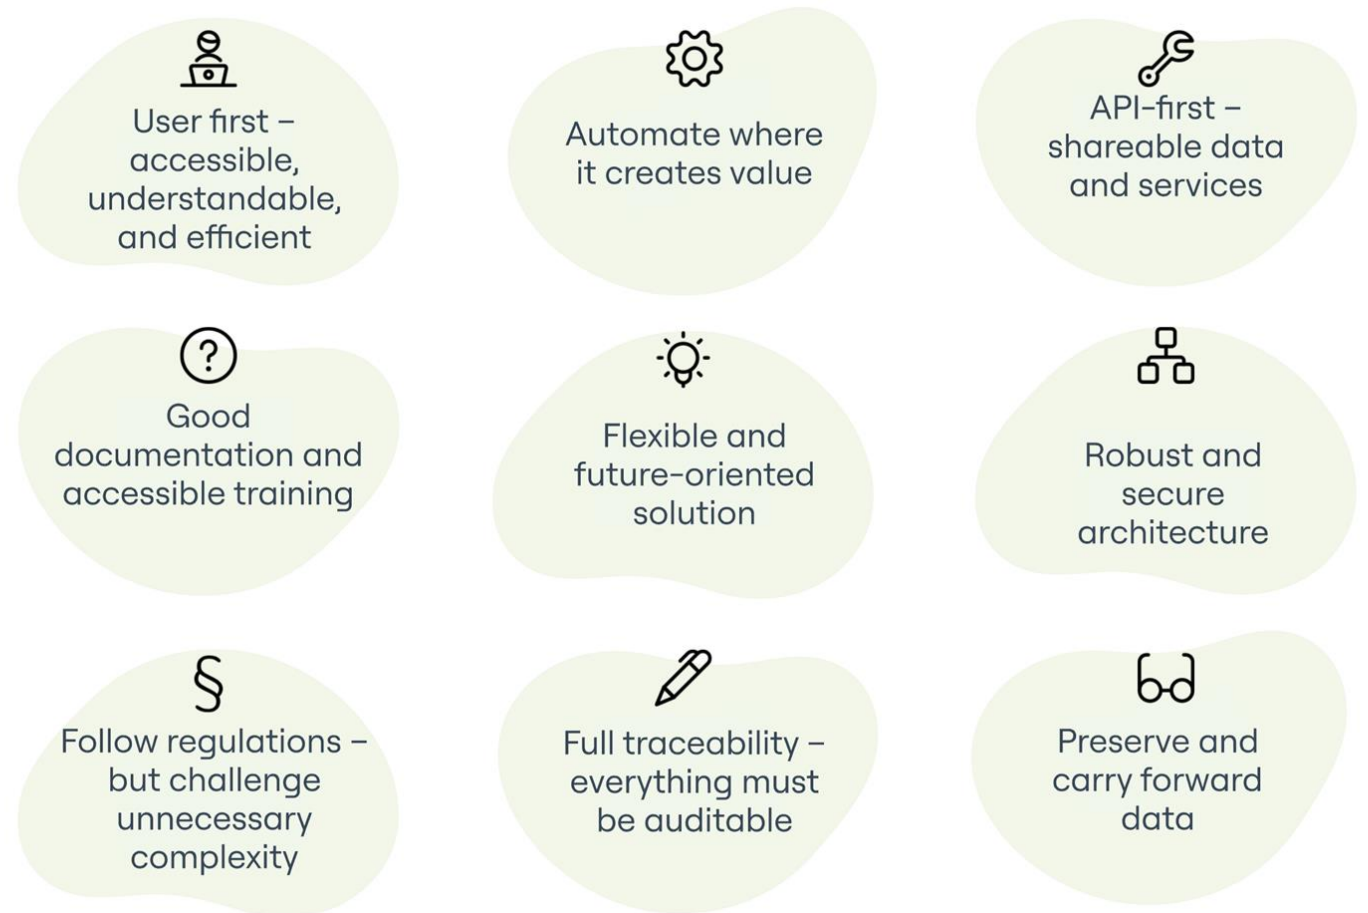 User first –
accessible,
understandable,
and efficient
Automate where
it creates value
API-first –
shareable data
and services
Good
documentation and
accessible training
Flexible and
future-oriented
solution
Robust and
secure
architecture
§
Follow regulations –
but challenge
unnecessary
complexity
Full traceability –
everything must
be auditable
Preserve and
carry forward
data